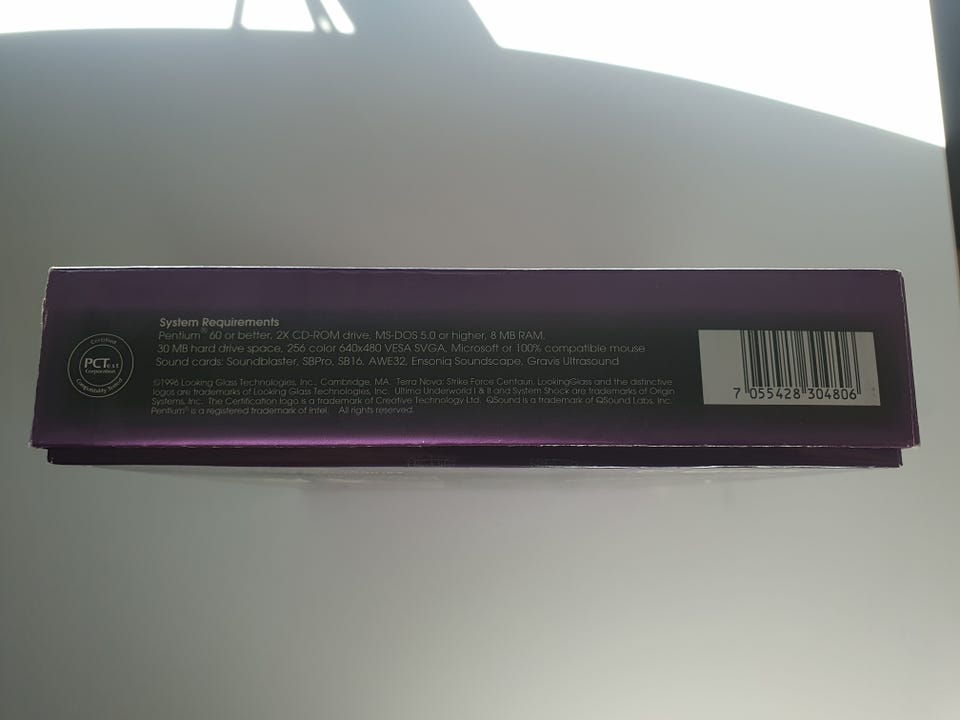 System Requirements
Pentium® 60 or better, 2X CD-ROM drive, MS-DOS 5.0 or higher, 8 MB RAM,
30 MB hard drive space, 256 color 640x480 VESA SVGA, Microsoft or 100% compatible mouse
Sound cards: Soundblaster, SBPro, SB16, AWE32, Ensoniq Soundscape, Gravis Ultrasound
©1996 Looking Glass Technologies, Inc., Cambridge, MA. Terra Nova: Strike Force Centauri, LookingGlass and the distinctive
logos are trademarks of Looking Glass Technologies, Inc. Ultima Underworld I & II and System Shock are trademarks of Origin
Systems, Inc. The Certification logo is a trademark of Creative Technology Ltd. QSound is a trademark of QSound Labs, Inc.
Pentium® is a registered trademark of Intel. All rights reserved.
Certified
PCTest
Corporation
Compatibility Tested
7 055428 304806